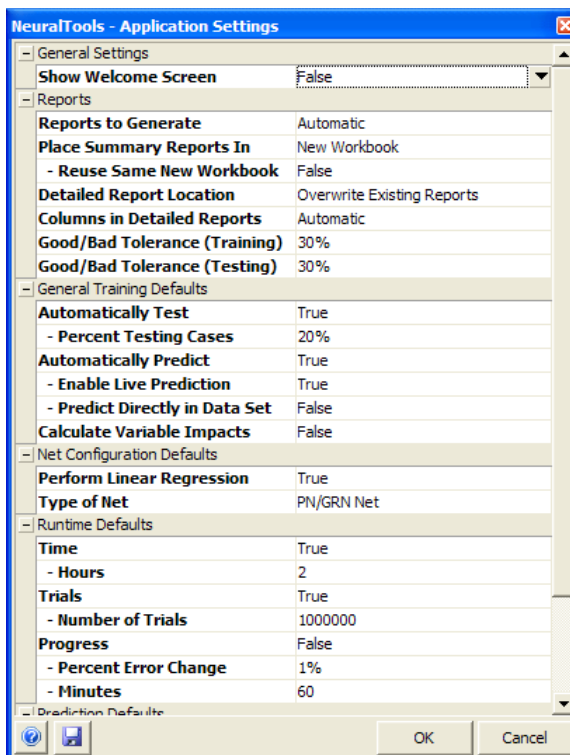 NeuralTools - Application Settings
General Settings
Show Welcome Screen False
Reports
Reports to Generate Automatic
Place Summary Reports In New Workbook
- Reuse Same New Workbook False
Detailed Report Location Overwrite Existing Reports
Columns in Detailed Reports Automatic
Good/Bad Tolerance (Training) 30%
Good/Bad Tolerance (Testing) 30%
General Training Defaults
Automatically Test True
- Percent Testing Cases 20%
Automatically Predict True
- Enable Live Prediction True
- Predict Directly in Data Set False
Calculate Variable Impacts False
Net Configuration Defaults
Perform Linear Regression True
Type of Net PN/GRN Net
Runtime Defaults
Time True
- Hours 2
Trials True
- Number of Trials 1000000
Progress False
- Percent Error Change 1%
- Minutes 60
Prediction Defaults
OK Cancel